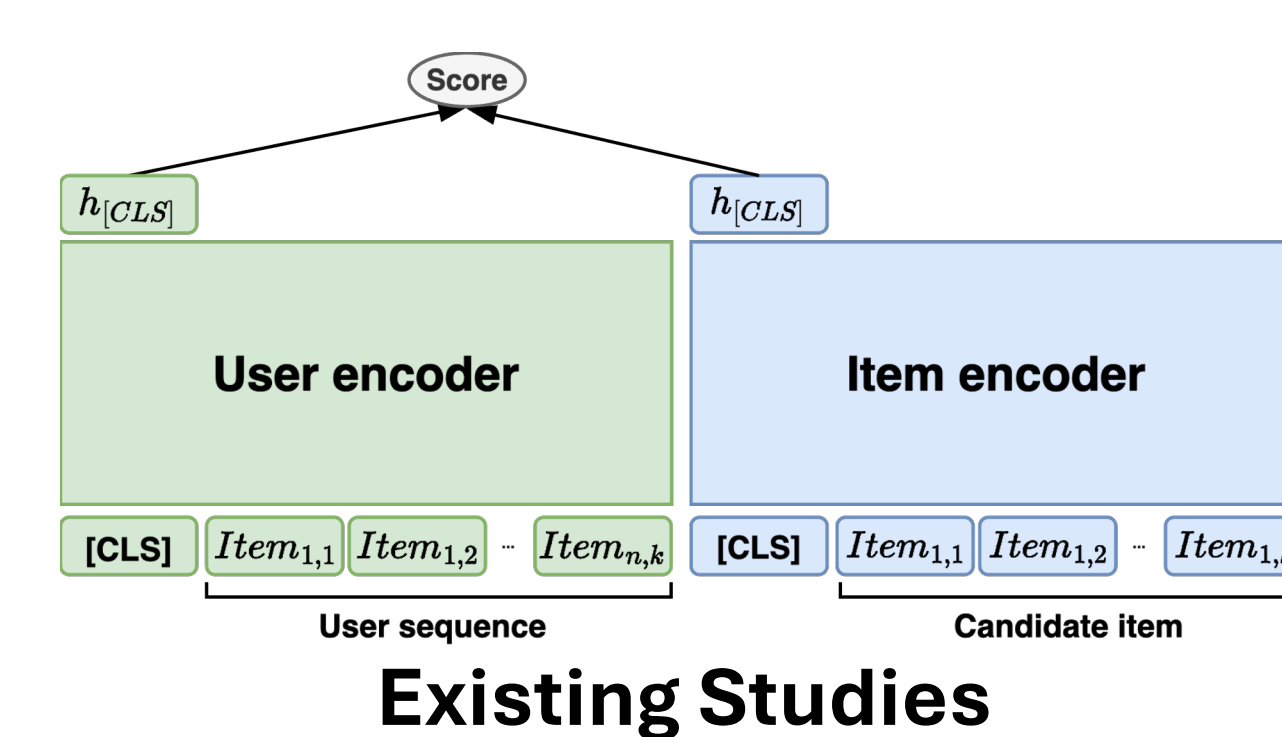 Score
h[CLS] h[CLS]
User encoder Item encoder
[CLS] Item1,1 Item1,2 ... Itemn,k [CLS] Item1,1 Item1,2 ... Item1,
User sequence Candidate item
Existing Studies